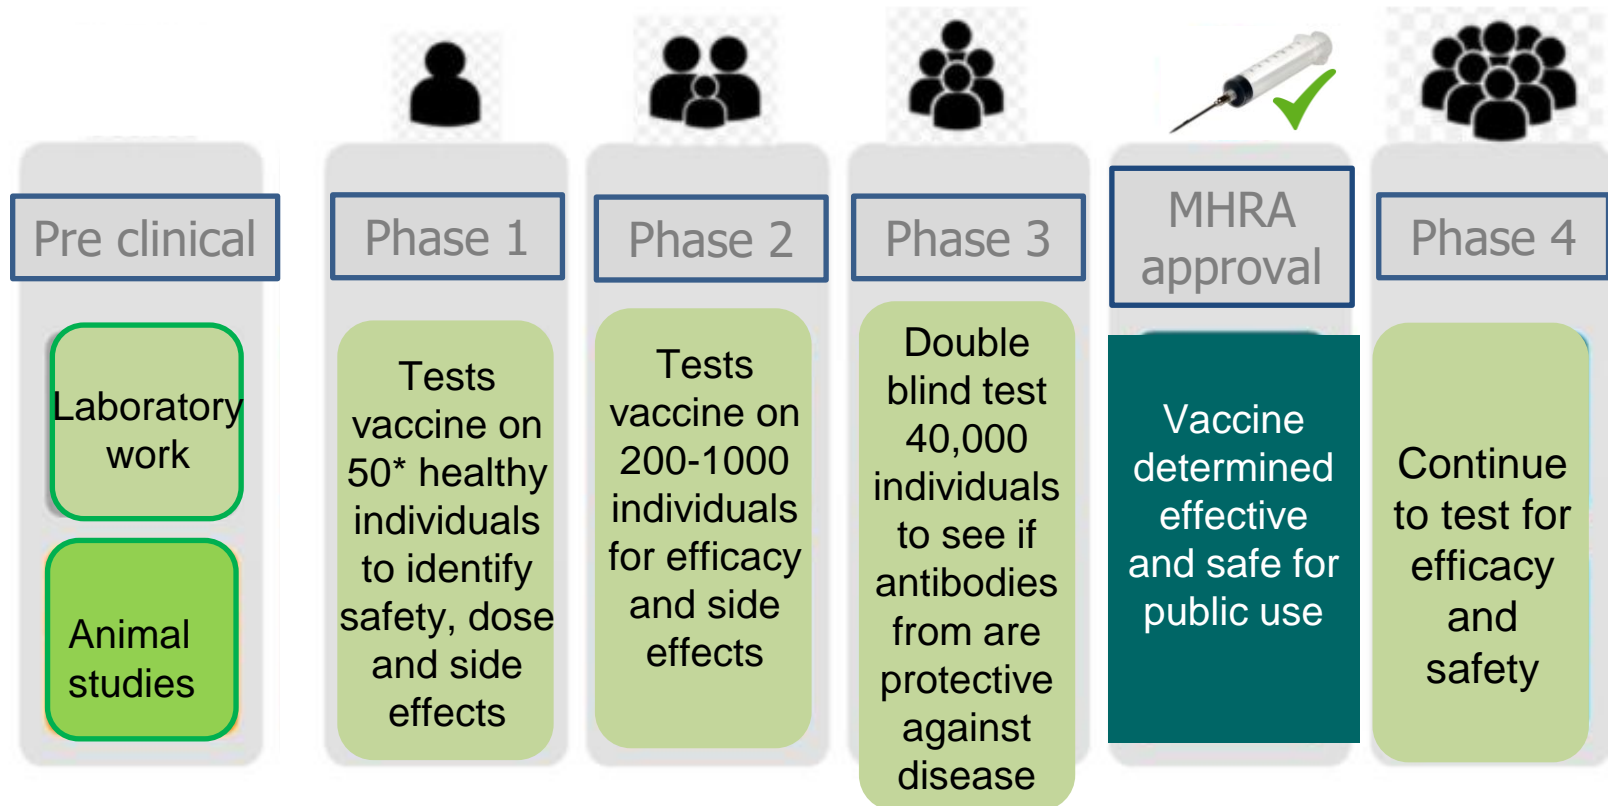 Pre clinical
Laboratory
work
Animal
studies
Phase 1
Tests
vaccine on
50* healthy
individuals
to identify
safety, dose
and side
effects
Phase 2
Tests
vaccine on
200-1000
individuals
for efficacy
and side
effects
Phase 3
Double
blind test
40,000
individuals
to see if
antibodies
from are
protective
against
disease
MHRA
approval
Vaccine
determined
effective
and safe for
public use
Phase 4
Continue
to test for
efficacy
and
safety